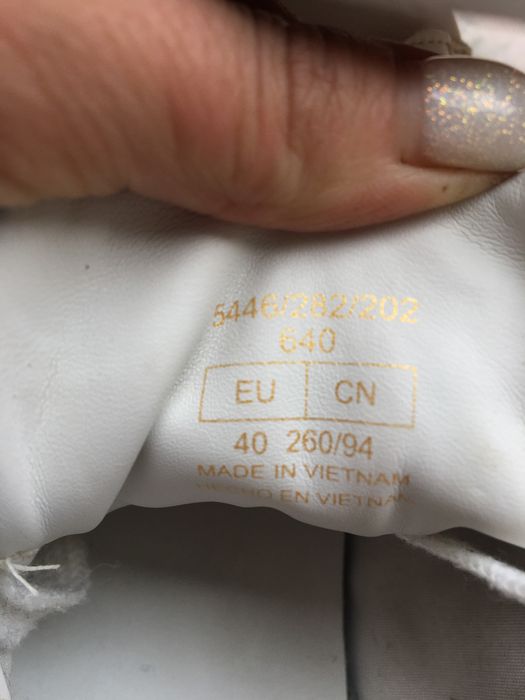 5446/282/202
640
EU CN
40 260/94
MADE IN VIETNAM
HECHO EN VIETNAM